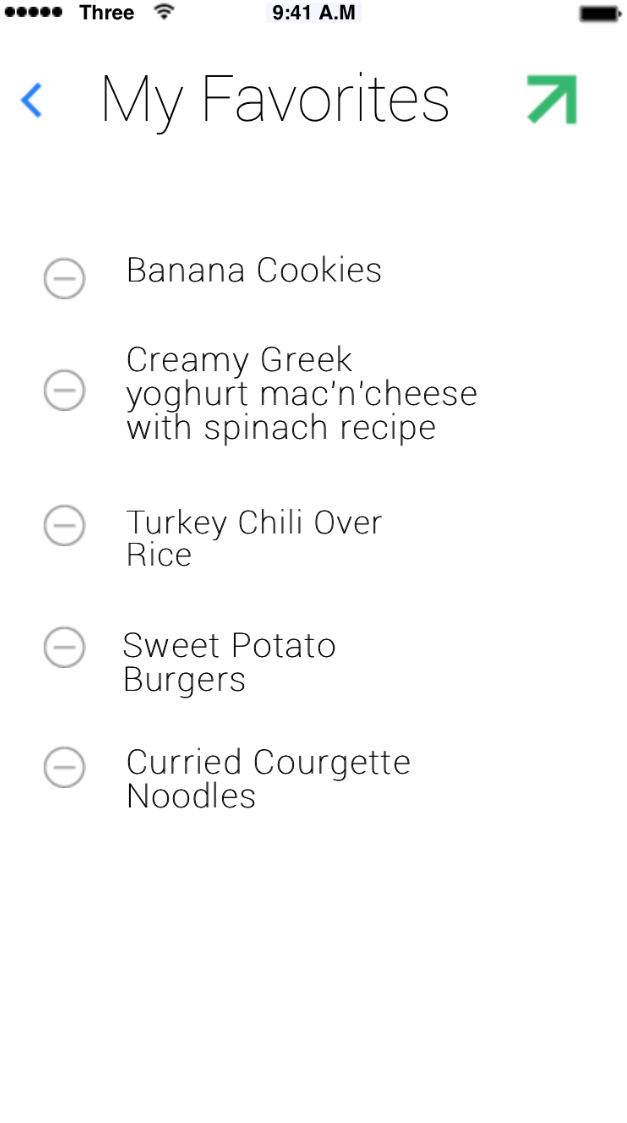 Three 9:41 A.M
My Favorites
Banana Cookies
Creamy Greek
yoghurt mac'n'cheese
with spinach recipe
Turkey Chili Over
Rice
Sweet Potato
Burgers
Curried Courgette
Noodles